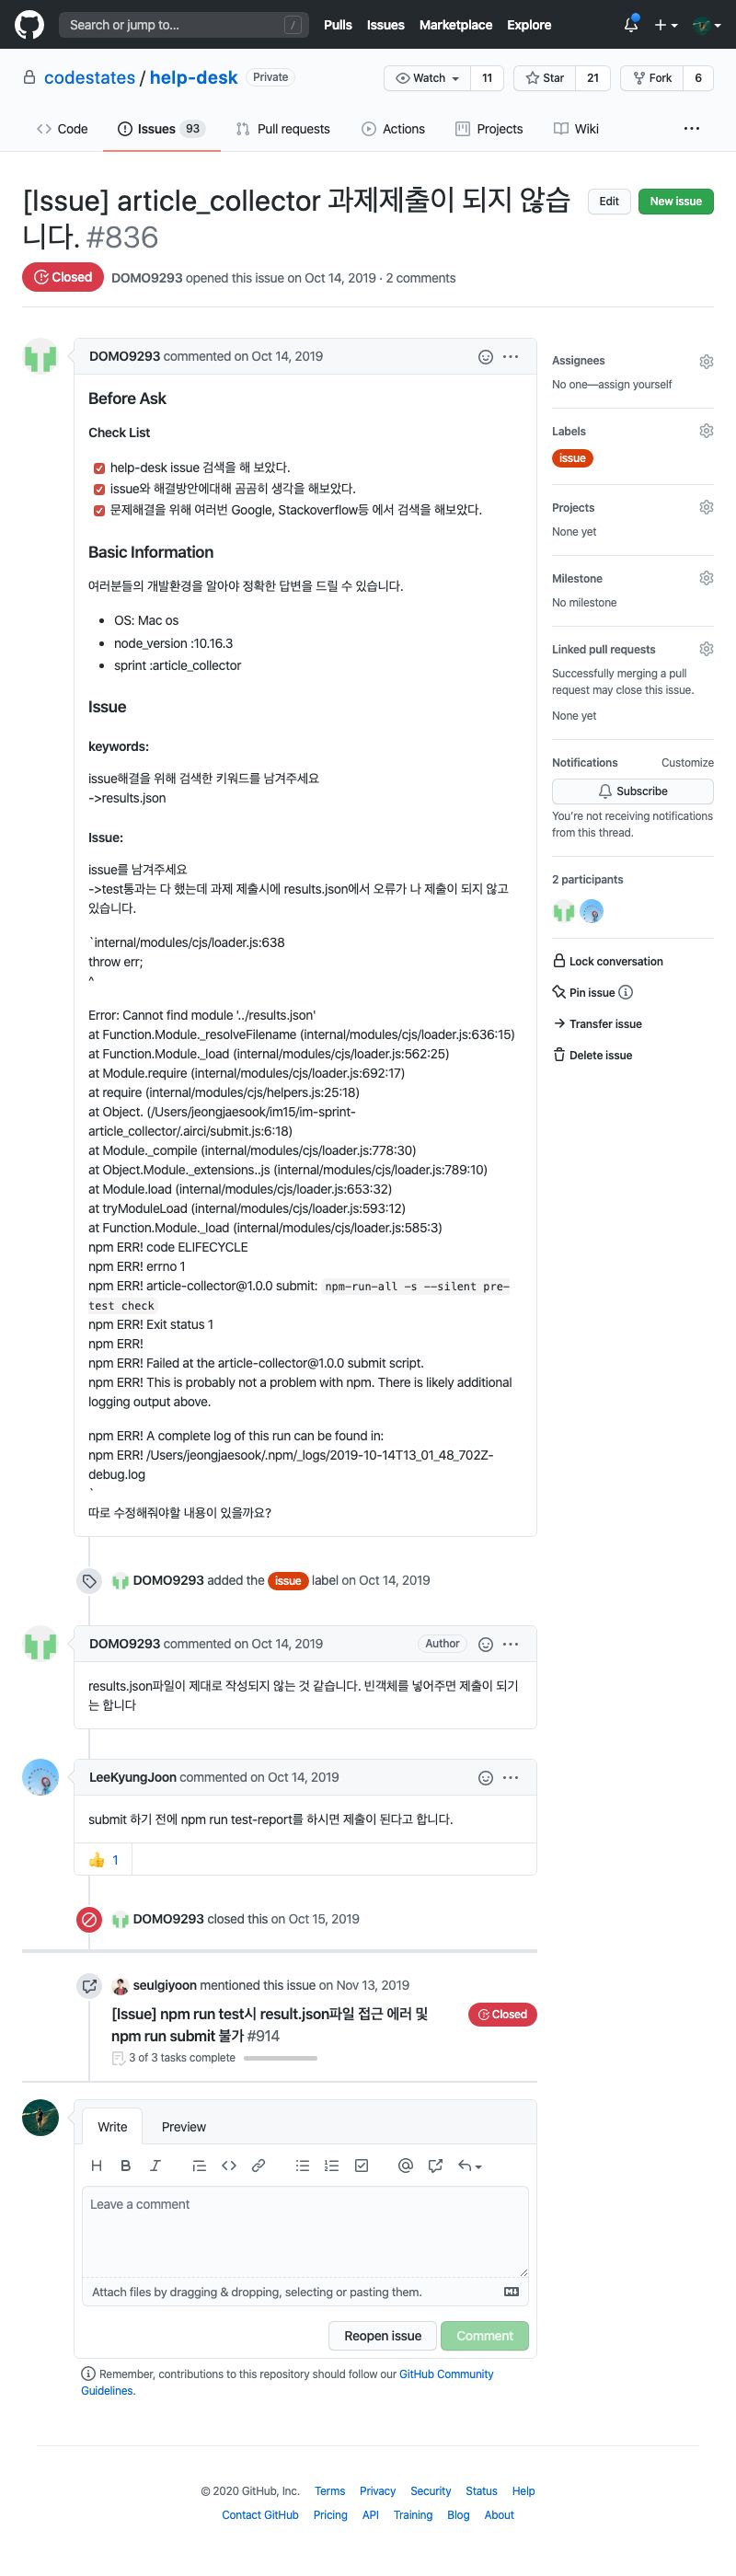 Search or jump to...
/
Pulls Issues Marketplace Explore
codestates / help-desk Private
Watch 11 Star 21 Fork 6
Code Issues 93 Pull requests Actions Projects Wiki
[Issue] article_collector 과제제출이 되지 않습
니다. #836
Edit New issue
Closed DOMO9293 opened this issue on Oct 14, 2019 · 2 comments
DOMO9293 commented on Oct 14, 2019
Before Ask
Check List
help-desk issue 검색을 해 보았다.
issue와 해결방안에대해 곰곰히 생각을 해보았다.
문제해결을 위해 여러번 Google, Stackoverflow등 에서 검색을 해보았다.
Basic Information
여러분들의 개발환경을 알아야 정확한 답변을 드릴 수 있습니다.
• OS: Mac os
• node_version :10.16.3
• sprint :article_collector
Issue
keywords:
issue해결을 위해 검색한 키워드를 남겨주세요
->results.json
Issue:
issue를 남겨주세요
->test통과는 다 했는데 과제 제출시에 results.json에서 오류가 나 제출이 되지 않고
있습니다.
`internal/modules/cjs/loader.js:638
throw err;
^
Error: Cannot find module '../results.json'
at Function.Module._resolveFilename (internal/modules/cjs/loader.js:636:15)
at Function.Module._load (internal/modules/cjs/loader.js:562:25)
at Module.require (internal/modules/cjs/loader.js:692:17)
at require (internal/modules/cjs/helpers.js:25:18)
at Object. (/Users/jeongjaesook/im15/im-sprint-
article_collector/.airci/submit.js:6:18)
at Module._compile (internal/modules/cjs/loader.js:778:30)
at Object.Module._extensions..js (internal/modules/cjs/loader.js:789:10)
at Module.load (internal/modules/cjs/loader.js:653:32)
at tryModuleLoad (internal/modules/cjs/loader.js:593:12)
at Function.Module._load (internal/modules/cjs/loader.js:585:3)
npm ERR! code ELIFECYCLE
npm ERR! errno 1
npm ERR! article-collector@1.0.0 submit: npm-run-all -s --silent pre-
test check
npm ERR! Exit status 1
npm ERR!
npm ERR! Failed at the article-collector@1.0.0 submit script.
npm ERR! This is probably not a problem with npm. There is likely additional
logging output above.
npm ERR! A complete log of this run can be found in:
npm ERR! /Users/jeongjaesook/.npm/_logs/2019-10-14T13_01_48_702Z-
debug.log
`
따로 수정해줘야할 내용이 있을까요?
Assignees
No one—assign yourself
Labels
issue
Projects
None yet
Milestone
No milestone
Linked pull requests
Successfully merging a pull
request may close this issue.
None yet
Notifications Customize
Subscribe
You're not receiving notifications
from this thread.
2 participants
Lock conversation
Pin issue
Transfer issue
Delete issue
DOMO9293 added the issue label on Oct 14, 2019
DOMO9293 commented on Oct 14, 2019 Author
results.json파일이 제대로 작성되지 않는 것 같습니다. 빈객체를 넣어주면 제출이 되기
는 합니다
LeeKyungJoon commented on Oct 14, 2019
submit 하기 전에 npm run test-report를 하시면 제출이 된다고 합니다.
👍 1
DOMO9293 closed this on Oct 15, 2019
seulgiyoon mentioned this issue on Nov 13, 2019
[Issue] npm run test시 result.json파일 접근 에러 및
npm run submit 불가 #914
Closed
3 of 3 tasks complete
Write Preview
Leave a comment
Attach files by dragging & dropping, selecting or pasting them.
Reopen issue Comment
Remember, contributions to this repository should follow our GitHub Community
Guidelines.
© 2020 GitHub, Inc. Terms Privacy Security Status Help
Contact GitHub Pricing API Training Blog About